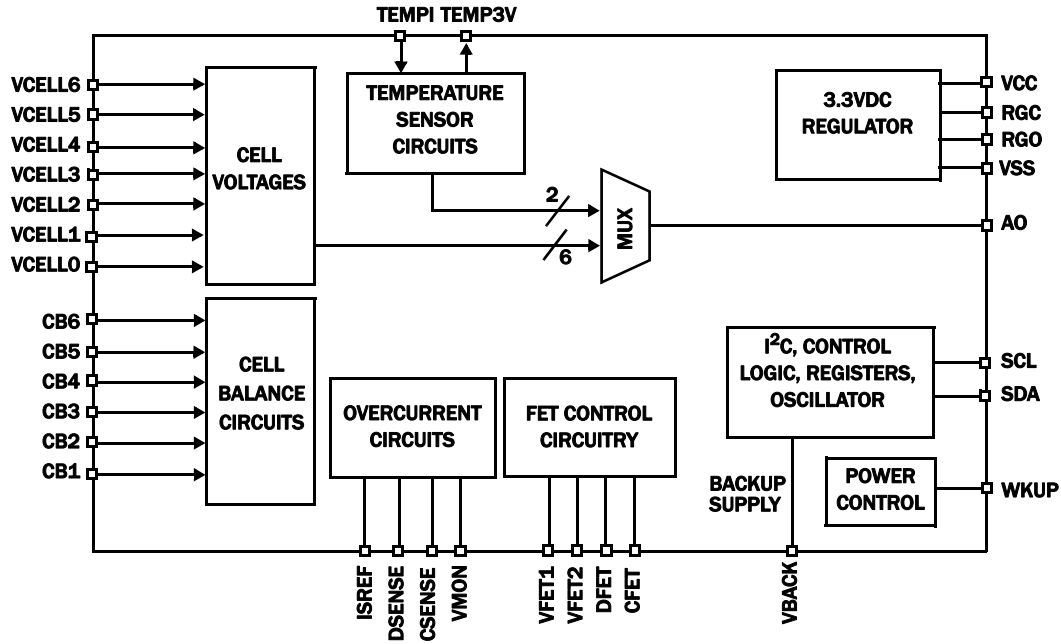 TEMPI TEMP3V
VCELL6
VCELL5
VCELL4
VCELL3
VCELL2
VCELL1
VCELL0
CELL
VOLTAGES
TEMPERATURE
SENSOR
CIRCUITS
3.3VDC
REGULATOR
VCC
RGC
RGO
VSS
2
6
MUX
AO
CB6
CB5
CB4
CB3
CB2
CB1
CELL
BALANCE
CIRCUITS
OVERCURRENT
CIRCUITS
FET CONTROL
CIRCUITRY
I²C, CONTROL
LOGIC, REGISTERS,
OSCILLATOR
SCL
SDA
BACKUP
SUPPLY
POWER
CONTROL
WKUP
ISREF
DSENSE
CSENSE
VMON
VFET1
VFET2
DFET
CFET
VBACK